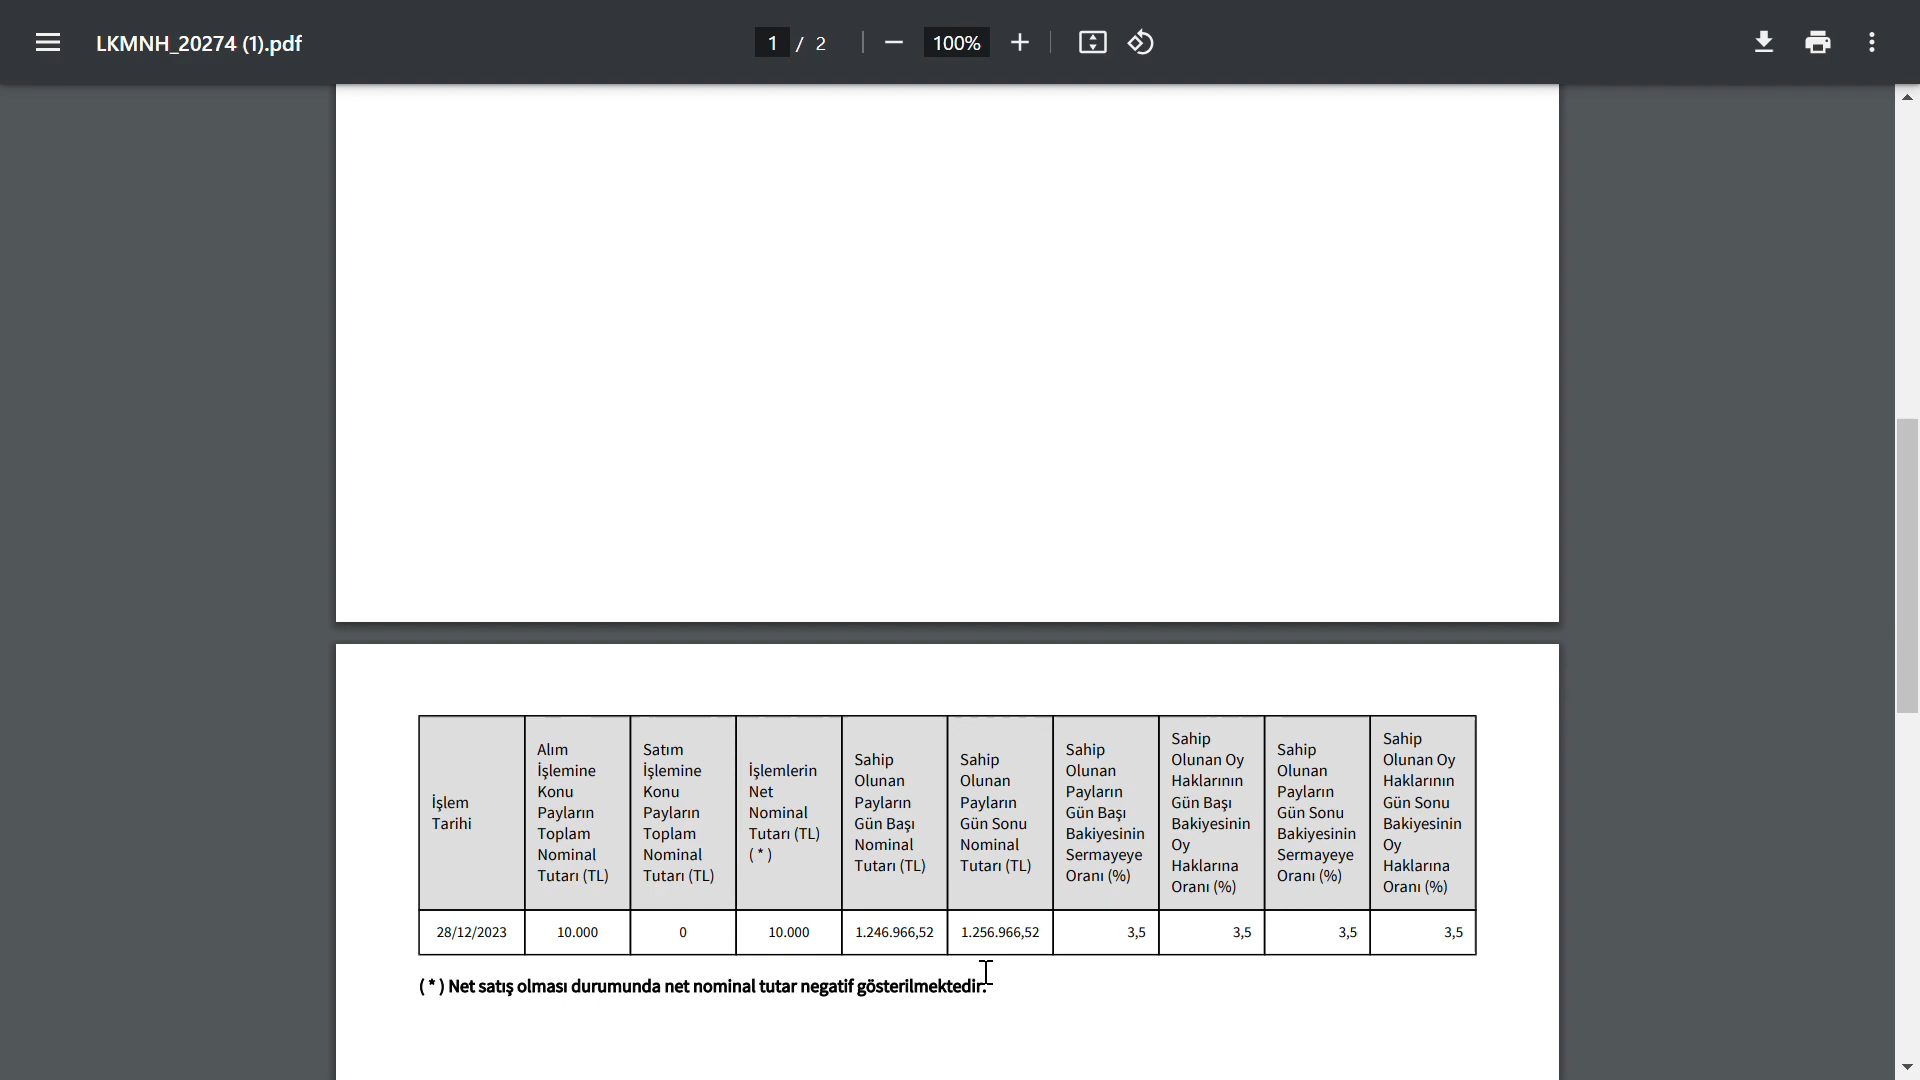 LKMNH_20274 (1).pdf
1 / 2
100%
İşlem
Tarihi
Alım
İşlemine
Konu
Payların
Toplam
Nominal
Tutarı (TL)
Satım
İşlemine
Konu
Payların
Toplam
Nominal
Tutarı (TL)
İşlemlerin
Net
Nominal
Tutarı (TL)
( * )
Sahip
Olunan
Payların
Gün Başı
Nominal
Tutarı (TL)
Sahip
Olunan
Payların
Gün Sonu
Nominal
Tutarı (TL)
Sahip
Olunan
Payların
Gün Başı
Bakiyesinin
Sermayeye
Oranı (%)
Sahip
Olunan Oy
Haklarının
Gün Başı
Bakiyesinin
Oy
Haklarına
Oranı (%)
Sahip
Olunan
Payların
Gün Sonu
Bakiyesinin
Sermayeye
Oranı (%)
Sahip
Olunan Oy
Haklarının
Gün Sonu
Bakiyesinin
Oy
Haklarına
Oranı (%)
28/12/2023 10.000 0 10.000 1.246.966,52 1.256.966,52 3,5 3,5 3,5 3,5
( * ) Net satış olması durumunda net nominal tutar negatif gösterilmektedir.